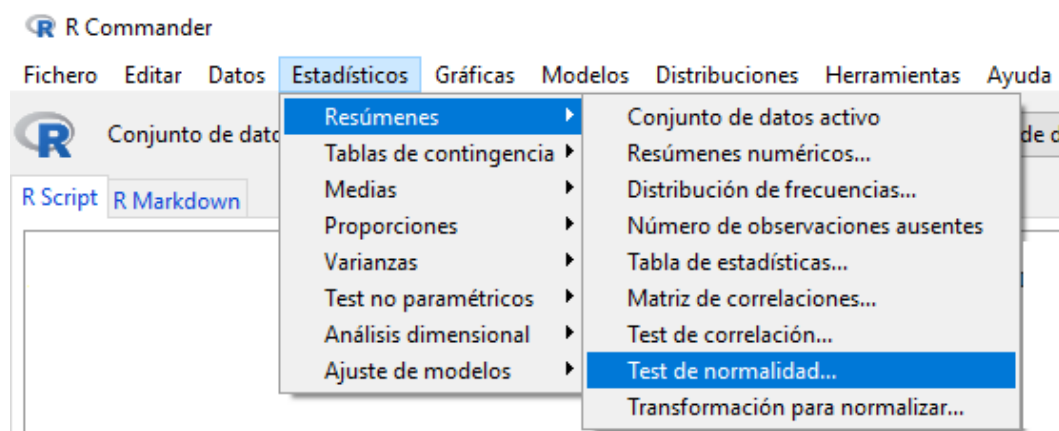 R Commander
Fichero Editar Datos Estadísticos Gráficas Modelos Distribuciones Herramientas Ayuda
R Conjunto de datc
de d
R Script R Markdown
Resúmenes
Tablas de contingencia
Medias
Proporciones
Varianzas
Test no paramétricos
Análisis dimensional
Ajuste de modelos
Conjunto de datos activo
Resúmenes numéricos...
Distribución de frecuencias...
Número de observaciones ausentes
Tabla de estadísticas...
Matriz de correlaciones...
Test de correlación...
Test de normalidad...
Transformación para normalizar...